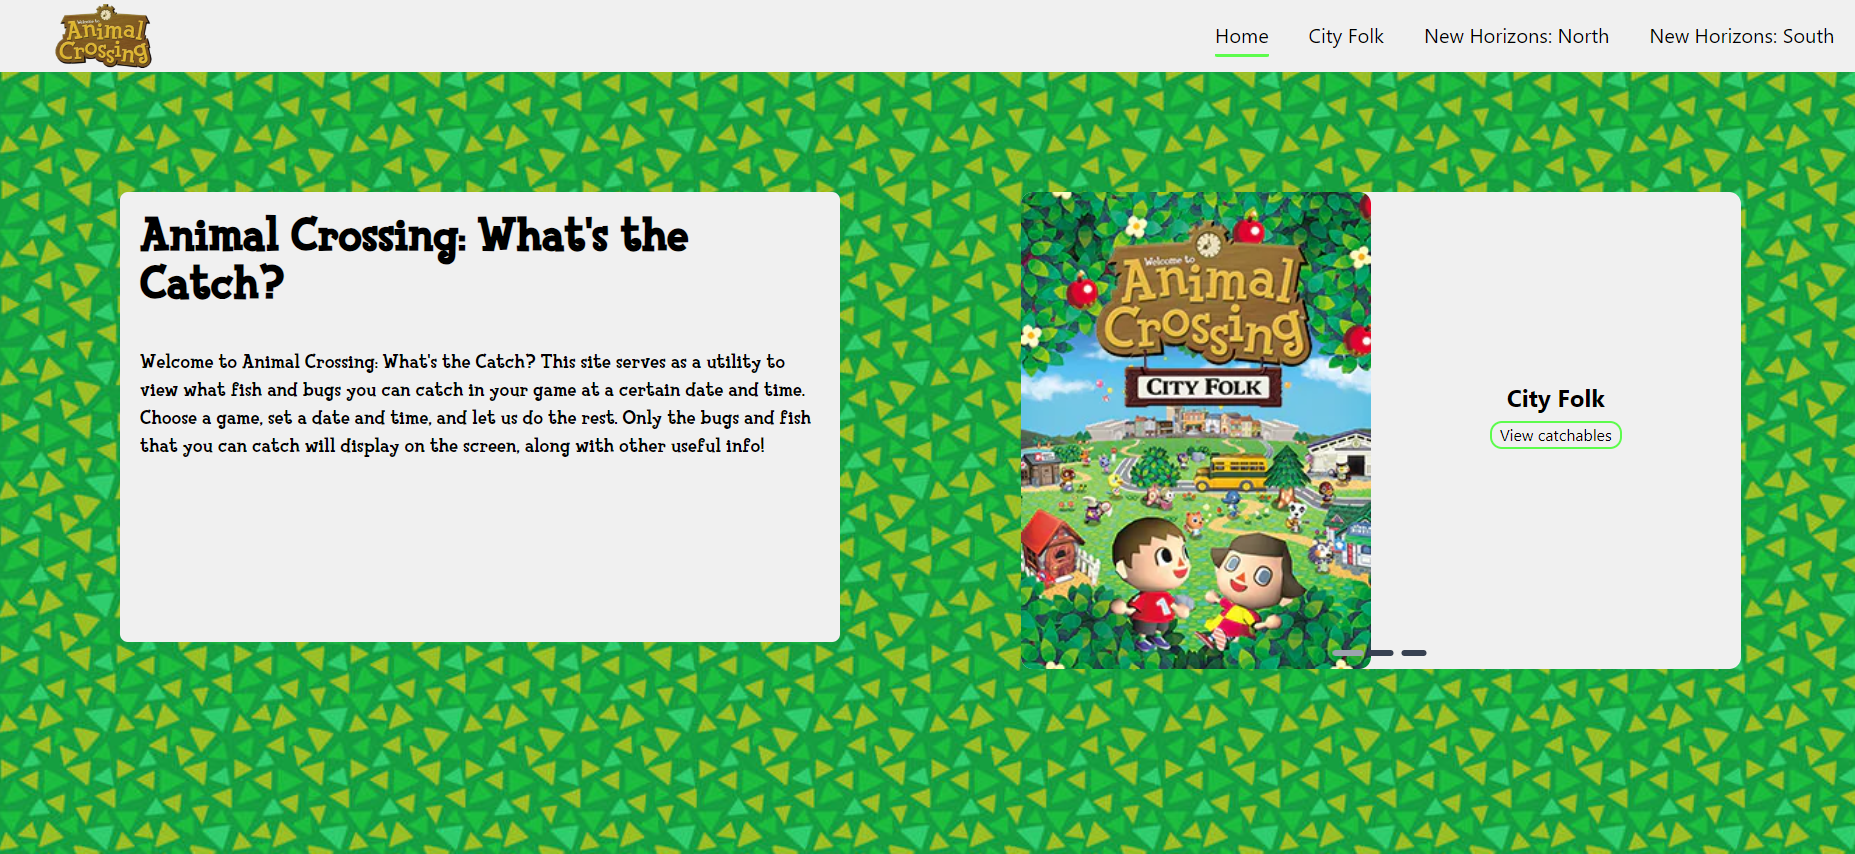 Welcome to
Animal
Crossing
Home
City Folk
New Horizons: North
New Horizons: South
Animal Crossing: What's the
Catch?
Welcome to Animal Crossing: What's the Catch? This site serves as a utility to
view what fish and bugs you can catch in your game at a certain date and time.
Choose a game, set a date and time, and let us do the rest. Only the bugs and fish
that you can catch will display on the screen, along with other useful info!
Welcome to
Animal
Crossing
CITY FOLK
1
City Folk
View catchables